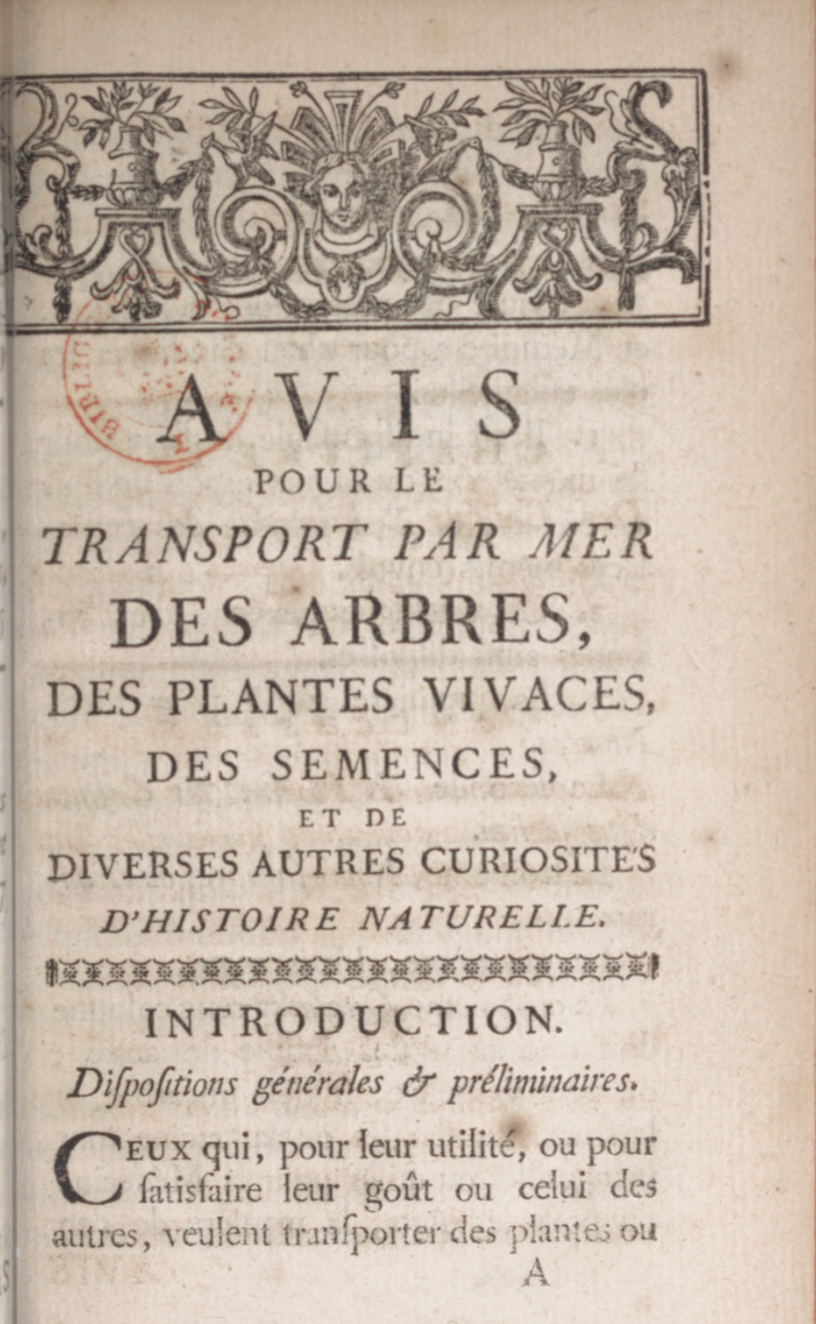 AVIS
POUR LE
TRANSPORT PAR MER
DES ARBRES,
DES PLANTES VIVACES,
DES SEMENCES,
ET DE
DIVERSES AUTRES CURIOSITE'S
D'HISTOIRE NATURELLE.
INTRODUCTION.
Diſpoſitions générales & préliminaires.
CEUX qui, pour leur utilité, ou pour
ſatisfaire leur goût ou celui des
autres, veulent tranſporter des plantes ou
A